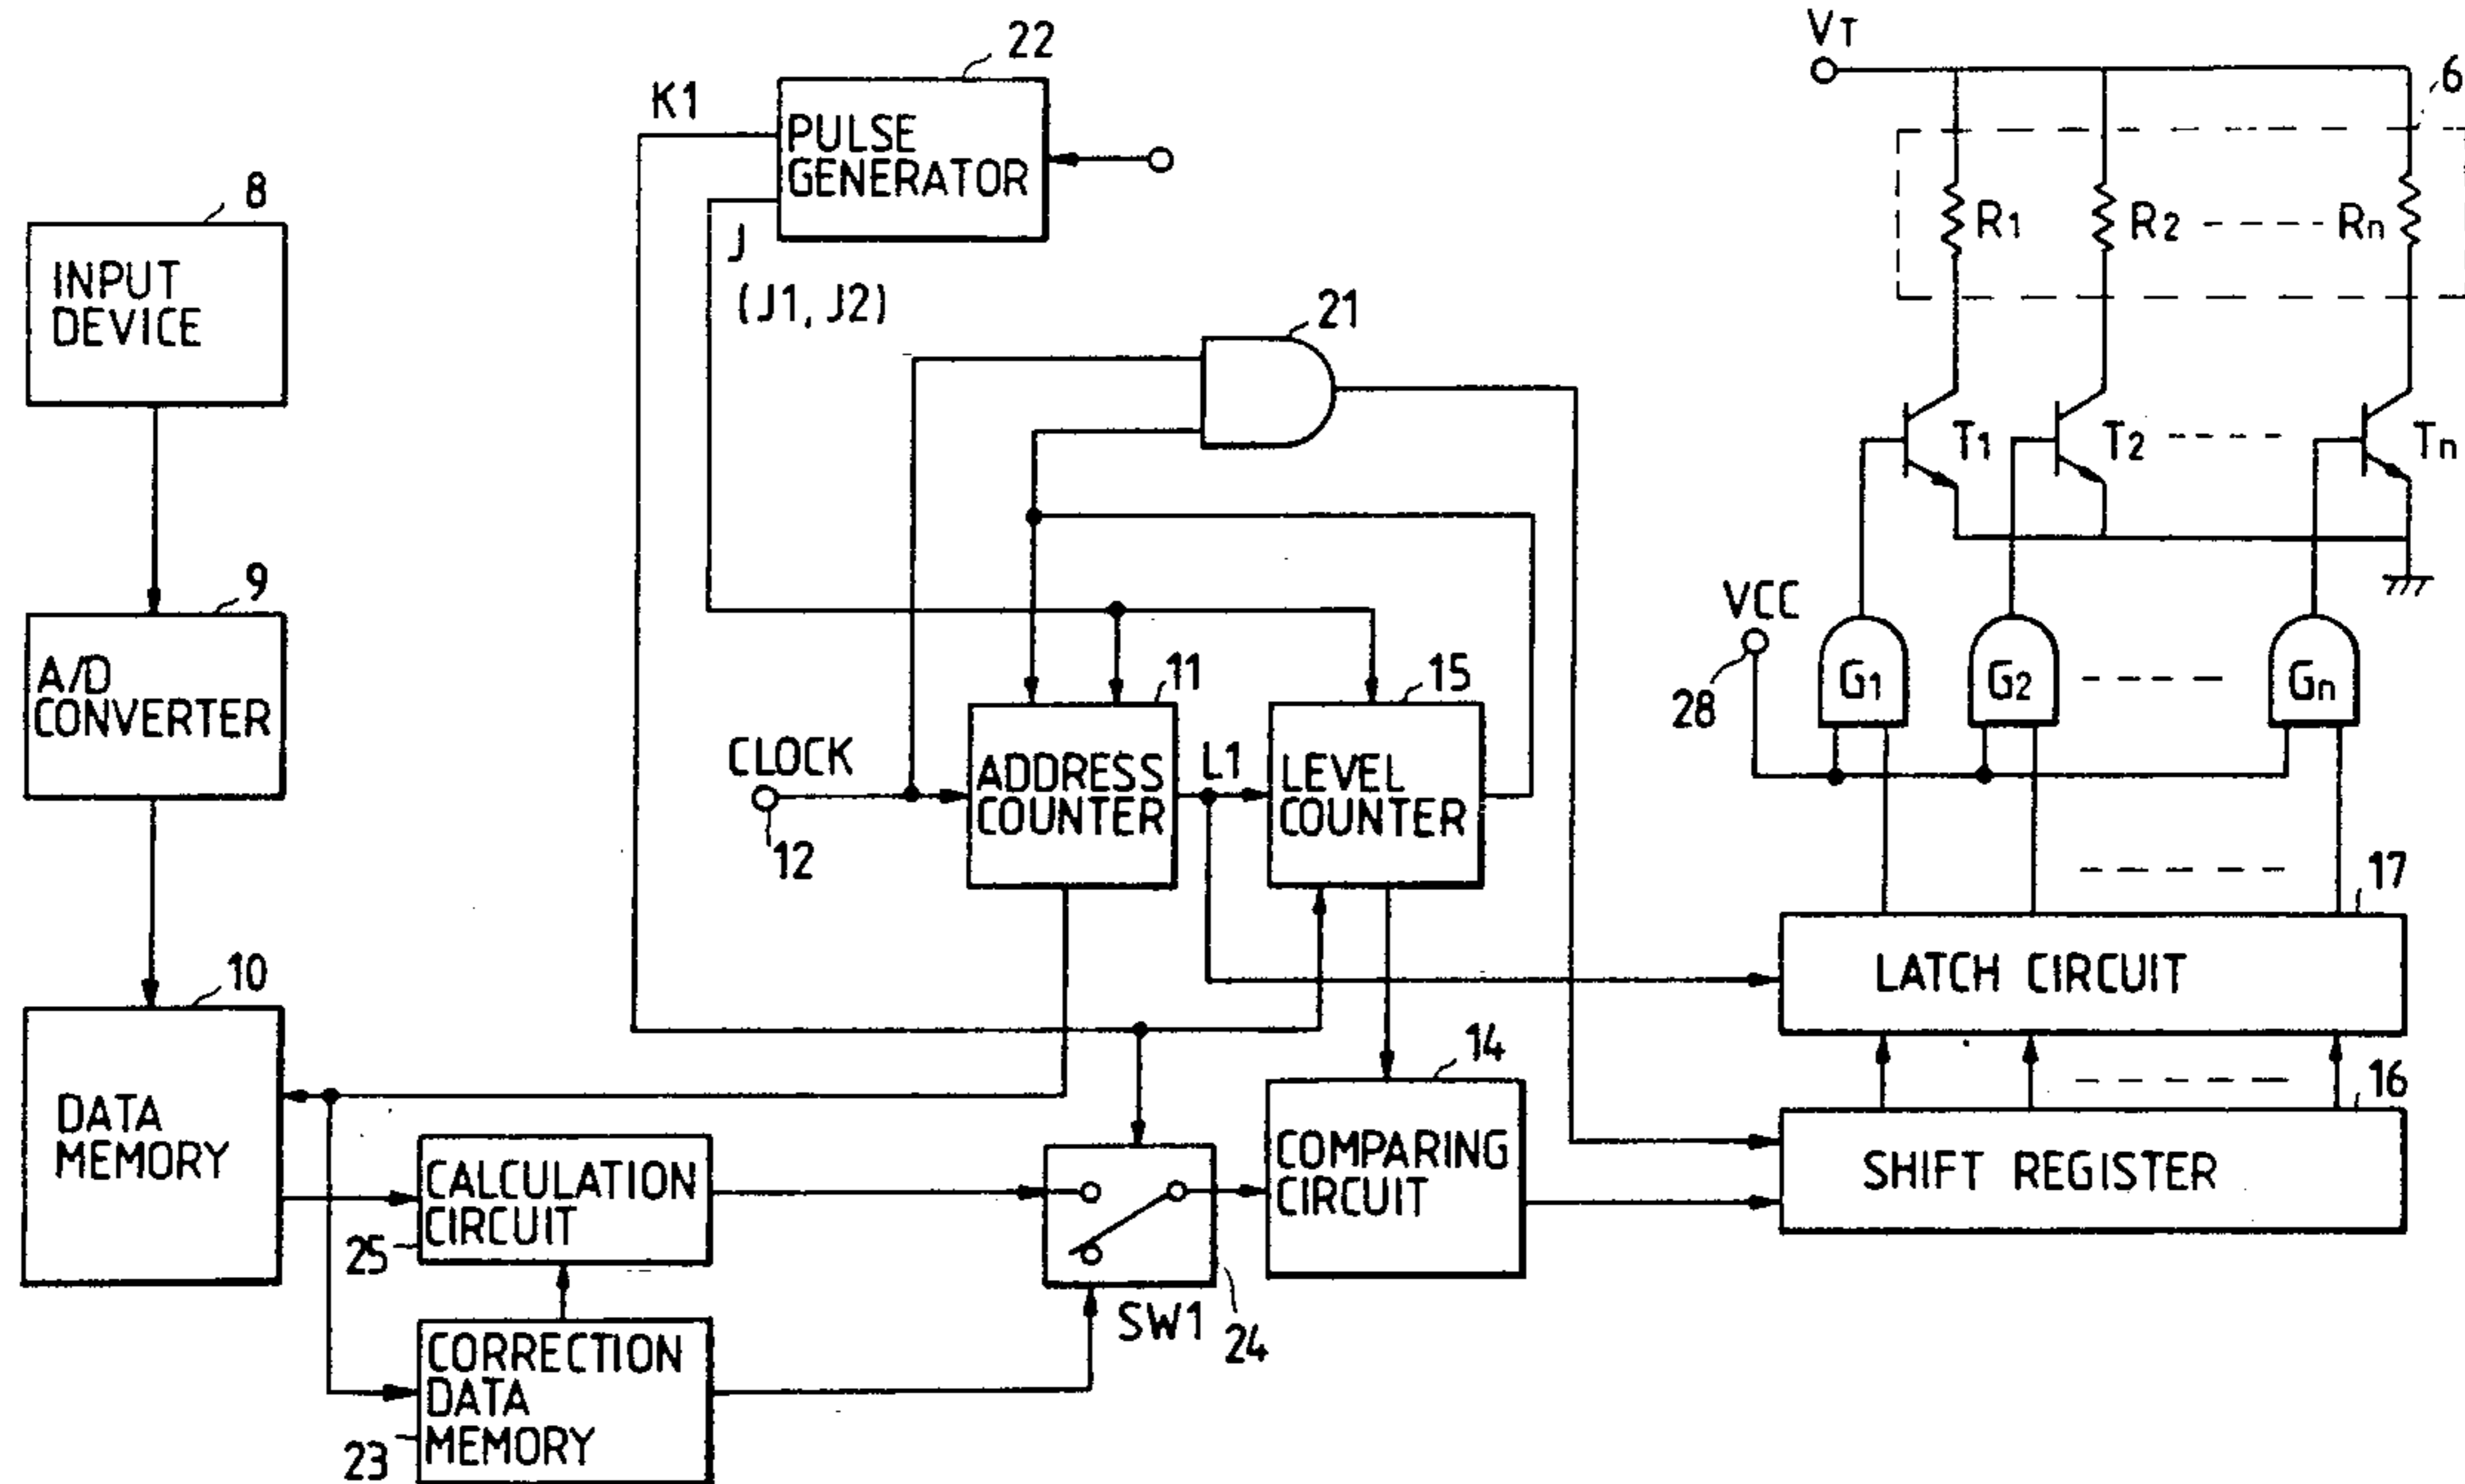 22
VT
6
K1
PULSE
GENERATOR
8
R1
R2
Rn
J
(J1, J2)
INPUT
DEVICE
21
T1
T2
Tn
9
VCC
A/D
CONVERTER
11
15
G1
G2
Gn
28
CLOCK
ADDRESS
COUNTER
L1
LEVEL
COUNTER
12
17
10
LATCH CIRCUIT
14
16
DATA
MEMORY
CALCULATION
CIRCUIT
COMPARING
CIRCUIT
SHIFT REGISTER
25
SW1
24
CORRECTION
DATA
MEMORY
23